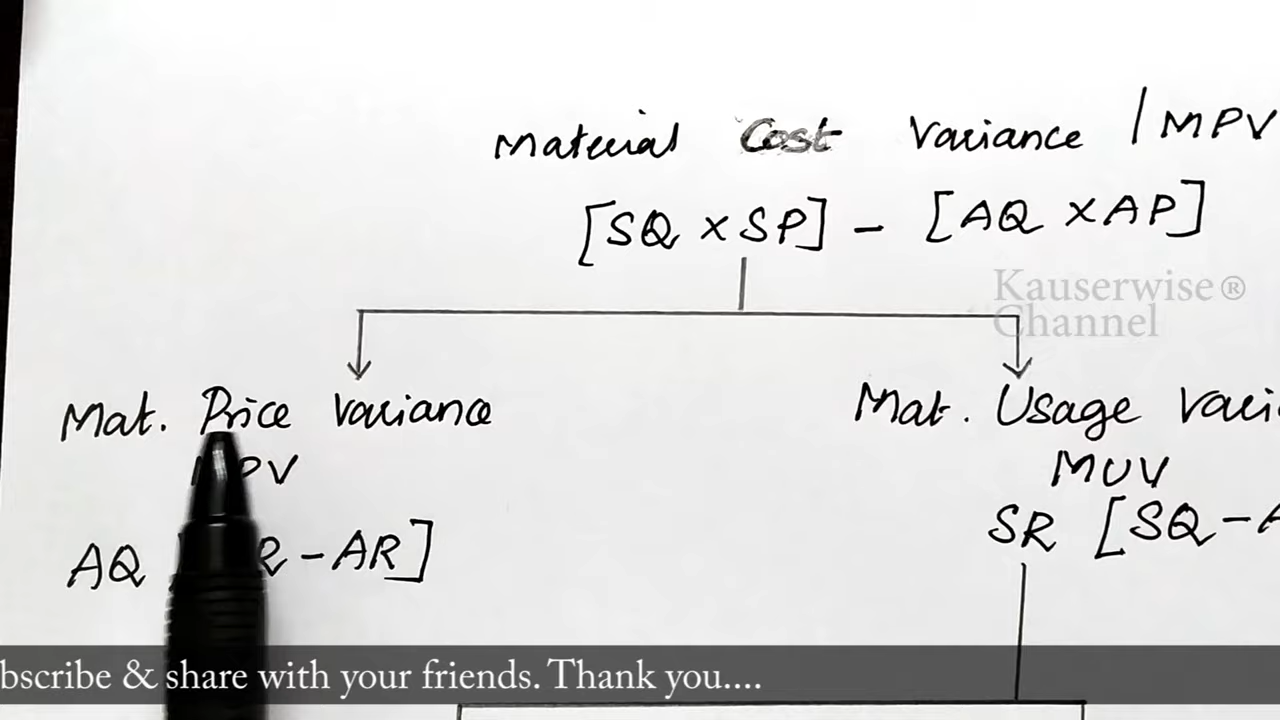 Material Cost Variance / MPV
[SQ × SP] - [AQ × AP]
Kauserwise®
Channel
Mat. Price Variance
Mat. Usage Vari
MPV
MUV
AQ R - AR]
SR [SQ - A
bscribe & share with your friends. Thank you....